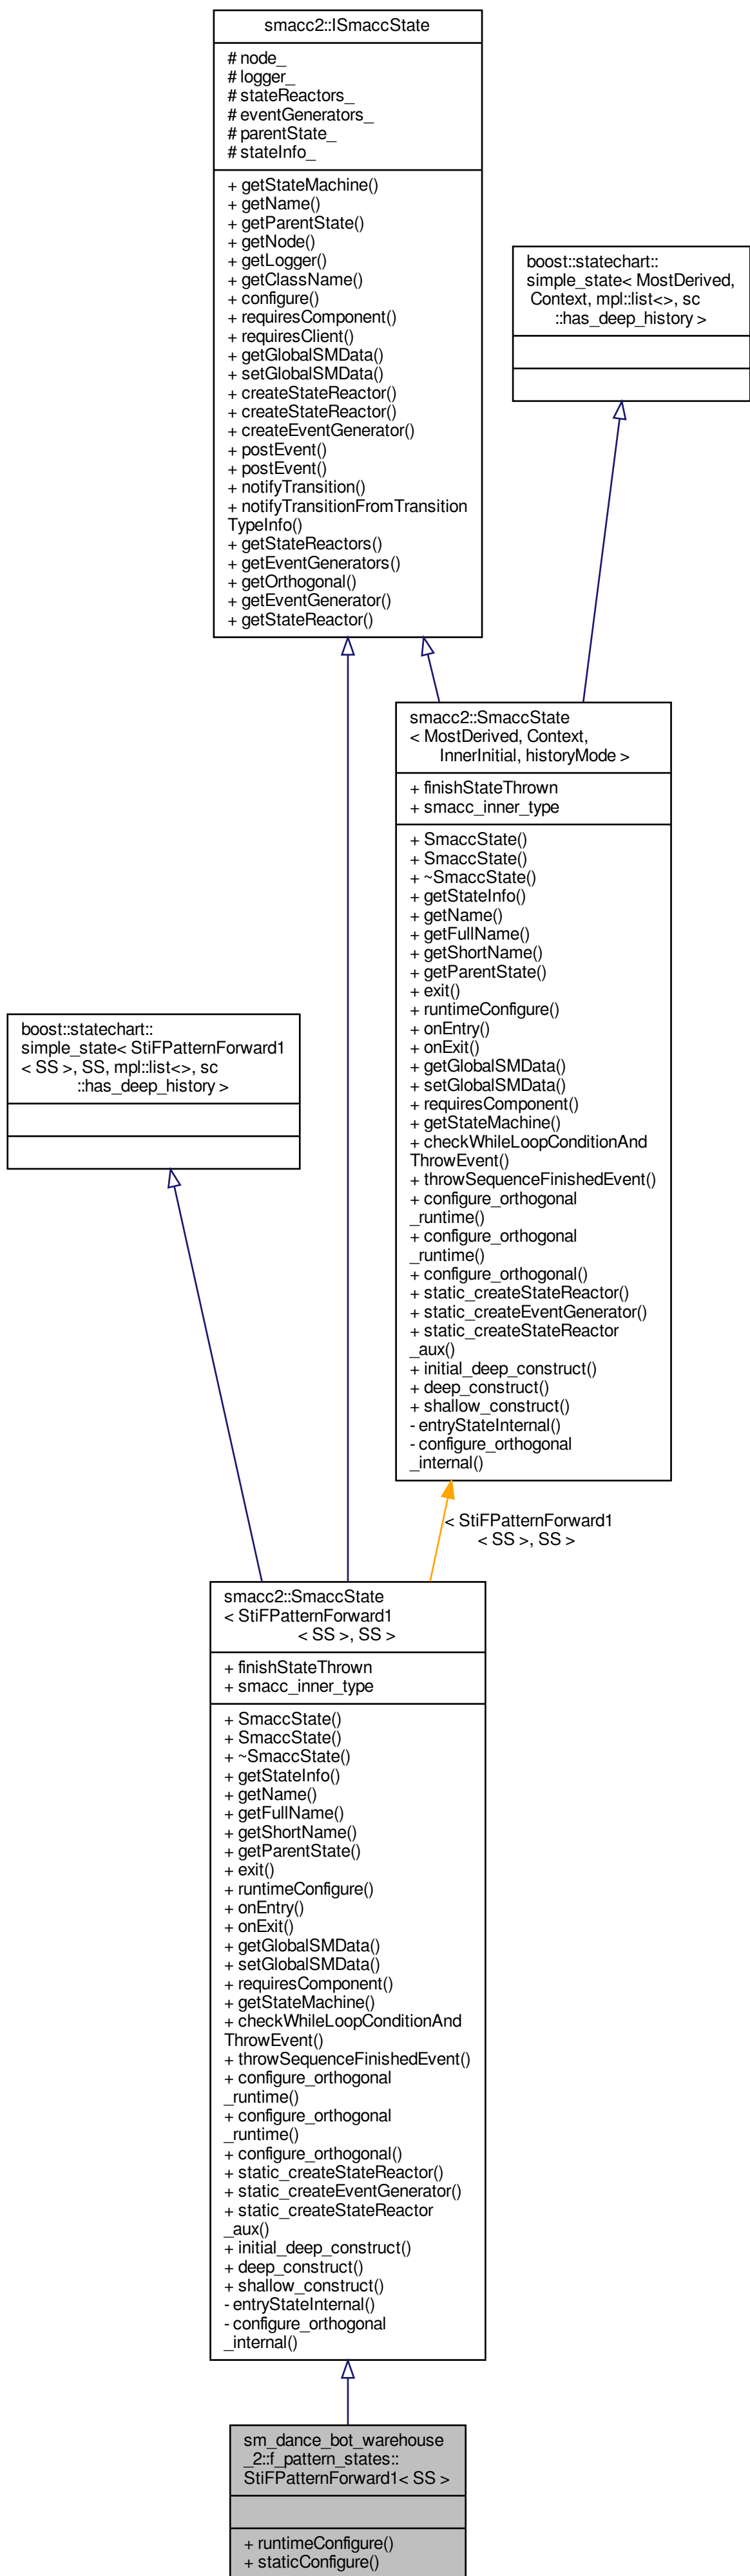 smacc2::ISmaccState
# node_
# logger_
# stateReactors_
# eventGenerators_
# parentState_
# stateInfo_
+ getStateMachine()
+ getName()
+ getParentState()
+ getNode()
+ getLogger()
+ getClassName()
+ configure()
+ requiresComponent()
+ requiresClient()
+ getGlobalSMData()
+ setGlobalSMData()
+ createStateReactor()
+ createStateReactor()
+ createEventGenerator()
+ postEvent()
+ postEvent()
+ notifyTransition()
+ notifyTransitionFromTransition
TypeInfo()
+ getStateReactors()
+ getEventGenerators()
+ getOrthogonal()
+ getEventGenerator()
+ getStateReactor()
boost::statechart::
simple_state< MostDerived,
Context, mpl::list<>, sc
::has_deep_history >
smacc2::SmaccState
< MostDerived, Context,
InnerInitial, historyMode >
+ finishStateThrown
+ smacc_inner_type
+ SmaccState()
+ SmaccState()
+ ~SmaccState()
+ getStateInfo()
+ getName()
+ getFullName()
+ getShortName()
+ getParentState()
+ exit()
+ runtimeConfigure()
+ onEntry()
+ onExit()
+ getGlobalSMData()
+ setGlobalSMData()
+ requiresComponent()
+ getStateMachine()
+ checkWhileLoopConditionAnd
ThrowEvent()
+ throwSequenceFinishedEvent()
+ configure_orthogonal
_runtime()
+ configure_orthogonal
_runtime()
+ configure_orthogonal()
+ static_createStateReactor()
+ static_createEventGenerator()
+ static_createStateReactor
_aux()
+ initial_deep_construct()
+ deep_construct()
+ shallow_construct()
- entryStateInternal()
- configure_orthogonal
_internal()
boost::statechart::
simple_state< StiFPatternForward1
< SS >, SS, mpl::list<>, sc
::has_deep_history >
< StiFPatternForward1
< SS >, SS >
smacc2::SmaccState
< StiFPatternForward1
< SS >, SS >
+ finishStateThrown
+ smacc_inner_type
+ SmaccState()
+ SmaccState()
+ ~SmaccState()
+ getStateInfo()
+ getName()
+ getFullName()
+ getShortName()
+ getParentState()
+ exit()
+ runtimeConfigure()
+ onEntry()
+ onExit()
+ getGlobalSMData()
+ setGlobalSMData()
+ requiresComponent()
+ getStateMachine()
+ checkWhileLoopConditionAnd
ThrowEvent()
+ throwSequenceFinishedEvent()
+ configure_orthogonal
_runtime()
+ configure_orthogonal
_runtime()
+ configure_orthogonal()
+ static_createStateReactor()
+ static_createEventGenerator()
+ static_createStateReactor
_aux()
+ initial_deep_construct()
+ deep_construct()
+ shallow_construct()
- entryStateInternal()
- configure_orthogonal
_internal()
sm_dance_bot_warehouse
_2::f_pattern_states::
StiFPatternForward1< SS >
+ runtimeConfigure()
+ staticConfigure()